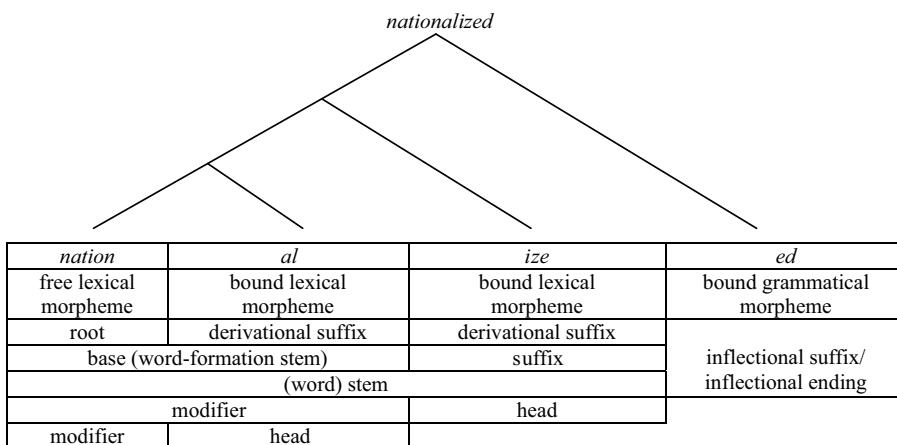 nationalized
nation al ize ed
free lexical bound lexical bound lexical bound grammatical
morpheme morpheme morpheme morpheme
root derivational suffix derivational suffix
base (word-formation stem) suffix inflectional suffix/
(word) stem inflectional ending
modifier head
modifier head